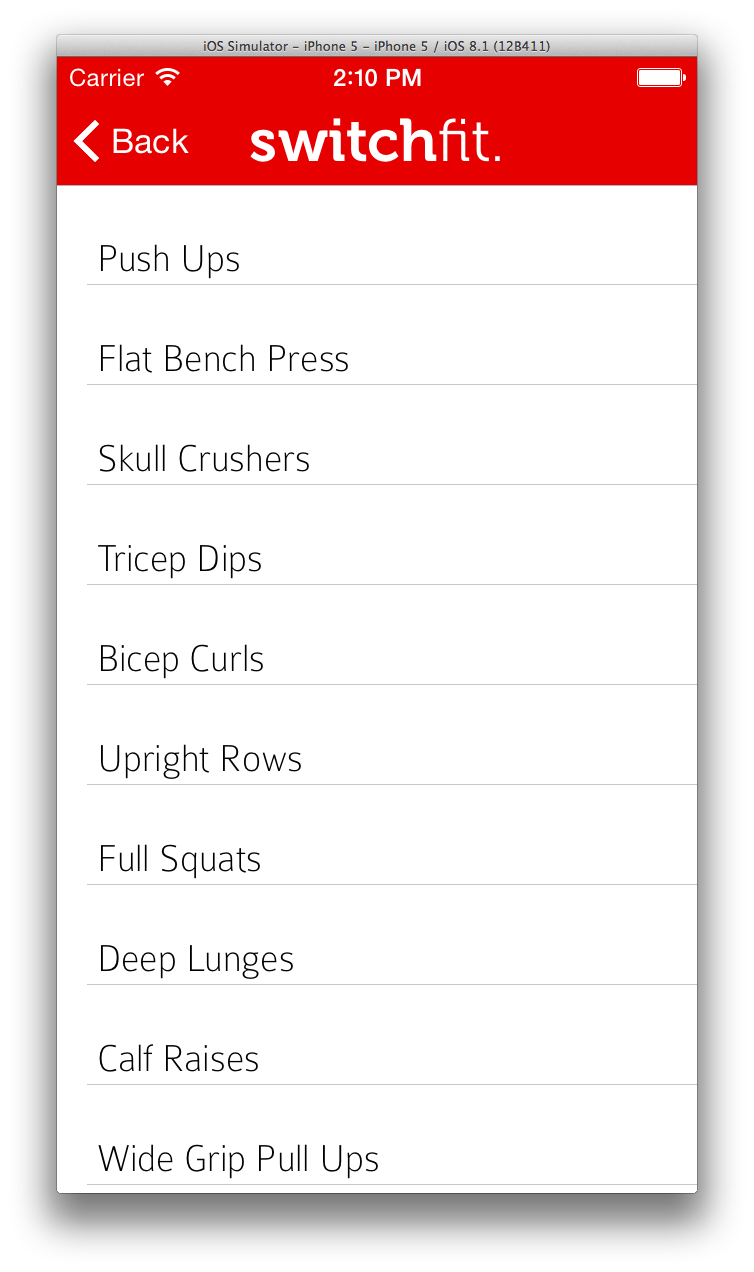 iOS Simulator – iPhone 5 – iPhone 5 / iOS 8.1 (12B411)
Carrier 2:10 PM
Back switchfit.
Push Ups
Flat Bench Press
Skull Crushers
Tricep Dips
Bicep Curls
Upright Rows
Full Squats
Deep Lunges
Calf Raises
Wide Grip Pull Ups